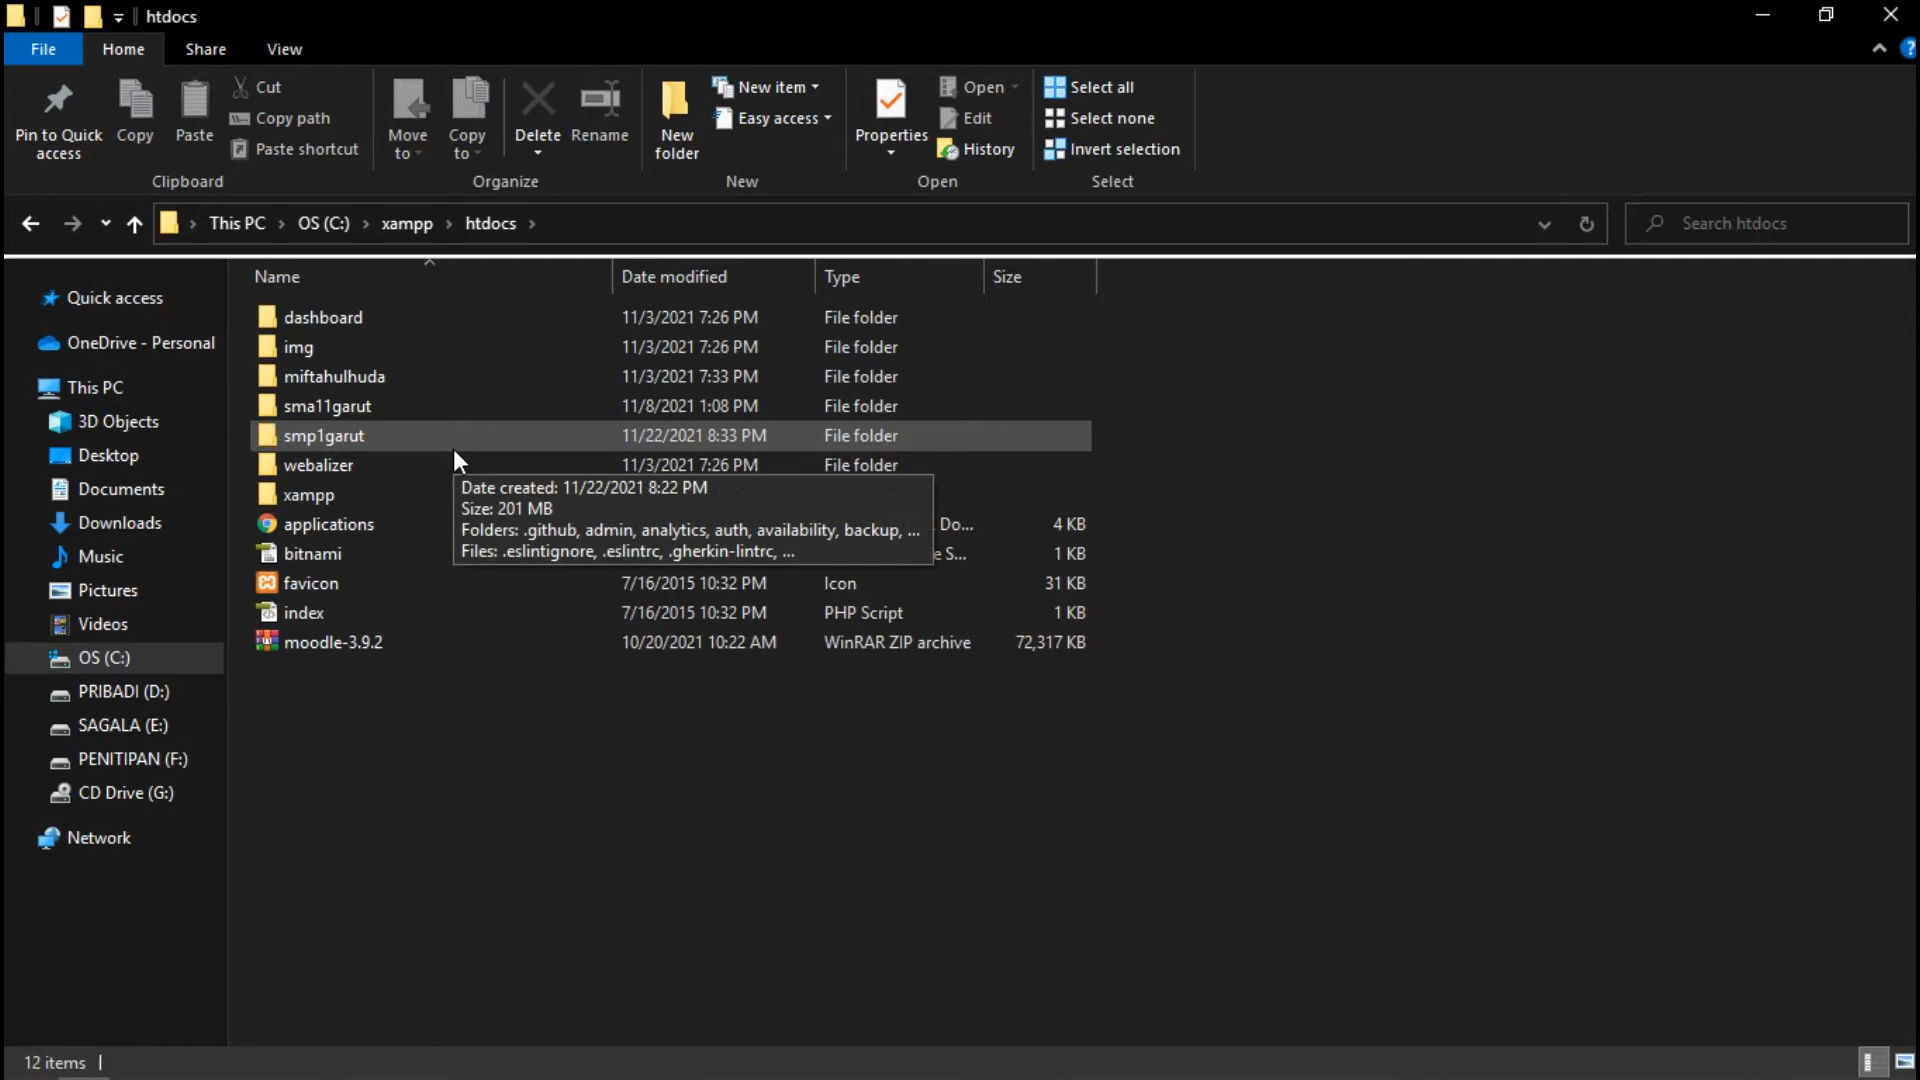 htdocs
File Home Share View
Pin to Quick access
Copy
Paste
Cut
Copy path
Paste shortcut
Clipboard
Move to
Copy to
Delete
Rename
Organize
New folder
New item
Easy access
New
Properties
Open
Edit
History
Open
Select all
Select none
Invert selection
Select
This PC > OS (C:) > xampp > htdocs >
Search htdocs
Quick access
OneDrive - Personal
This PC
3D Objects
Desktop
Documents
Downloads
Music
Pictures
Videos
OS (C:)
PRIBADI (D:)
SAGALA (E:)
PENITIPAN (F:)
CD Drive (G:)
Network
Name Date modified Type Size
dashboard 11/3/2021 7:26 PM File folder
img 11/3/2021 7:26 PM File folder
miftahulhuda 11/3/2021 7:33 PM File folder
sma11garut 11/8/2021 1:08 PM File folder
smp1garut 11/22/2021 8:33 PM File folder
webalizer 11/3/2021 7:26 PM File folder
xampp
applications Do... 4 KB
bitnami e S... 1 KB
favicon 7/16/2015 10:32 PM Icon 31 KB
index 7/16/2015 10:32 PM PHP Script 1 KB
moodle-3.9.2 10/20/2021 10:22 AM WinRAR ZIP archive 72,317 KB
Date created: 11/22/2021 8:22 PM
Size: 201 MB
Folders: .github, admin, analytics, auth, availability, backup, ...
Files: .eslintignore, .eslintrc, .gherkin-lintrc, ...
12 items